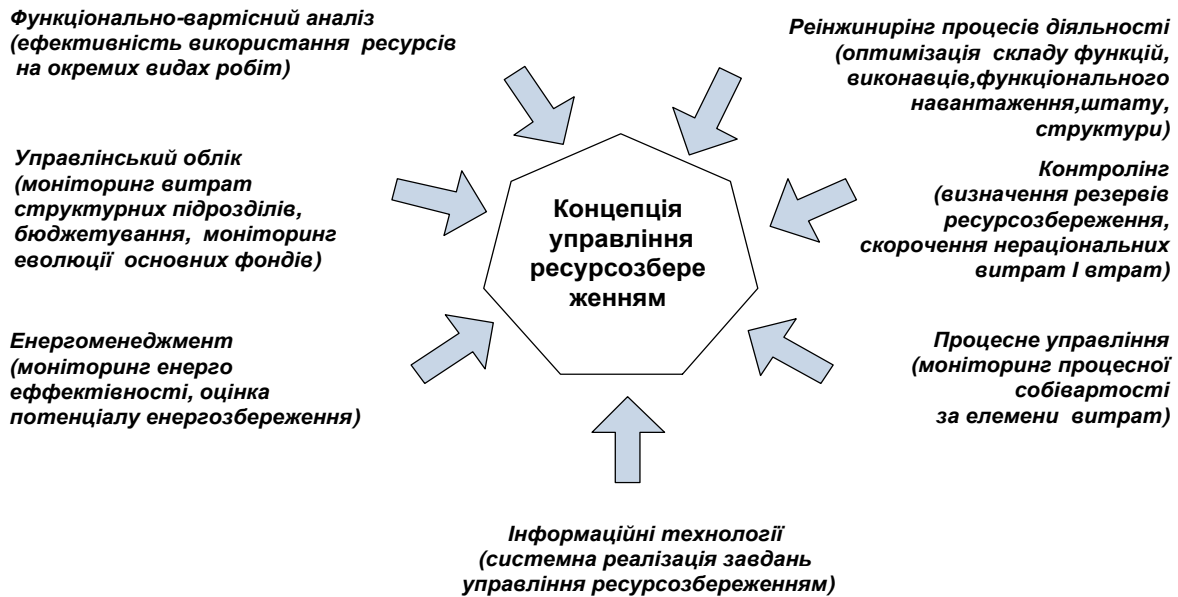 Функціонально-вартісний аналіз
(ефективність використання ресурсів
на окремих видах робіт)
Реінжинирінг процесів діяльності
(оптимізація складу функцій,
виконавців,функціонального
навантаження,штату,
структури)
Управлінський облік
(моніторинг витрат
структурних підрозділів,
бюджетування, моніторинг
еволюції основних фондів)
Концепція
управління
ресурсозбере
женням
Контролінг
(визначення резервів
ресурсозбереження,
скорочення нераціональних
витрат І втрат)
Енергоменеджмент
(моніторинг енерго
еффектівності, оцінка
потенціалу енергозбереження)
Процесне управління
(моніторинг процесної
собівартості
за елемени витрат)
Інформаційні технології
(системна реалізація завдань
управління ресурсозбереженням)